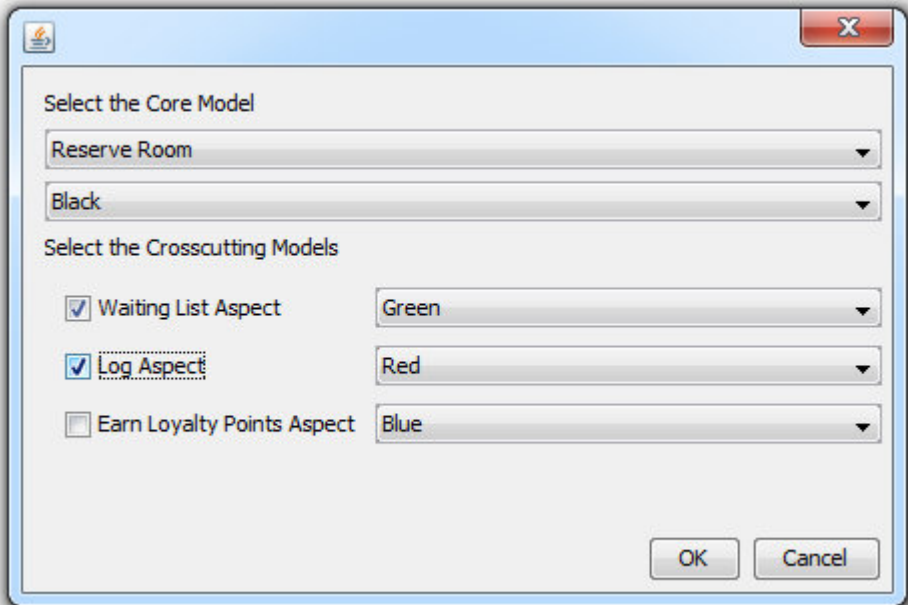 Select the Core Model
Reserve Room
Black
Select the Crosscutting Models
Waiting List Aspect Green
Log Aspect Red
Earn Loyalty Points Aspect Blue
OK Cancel